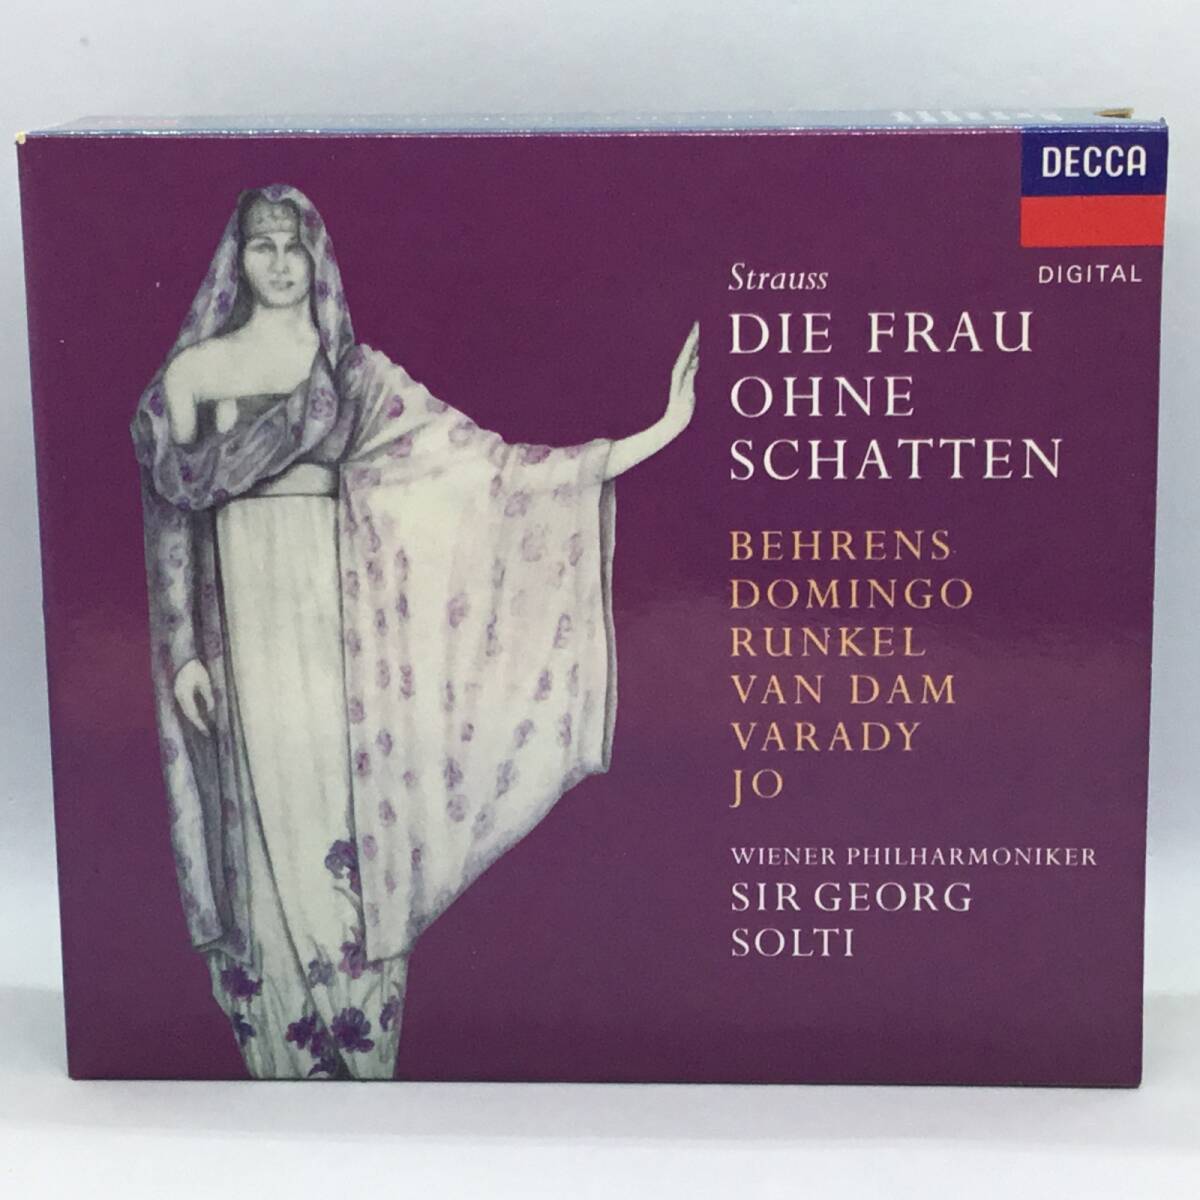 DECCA
DIGITAL
Strauss
DIE FRAU
OHNE
SCHATTEN
BEHRENS
DOMINGO
RUNKEL
VAN DAM
VARADY
JO
WIENER PHILHARMONIKER
SIR GEORG
SOLTI